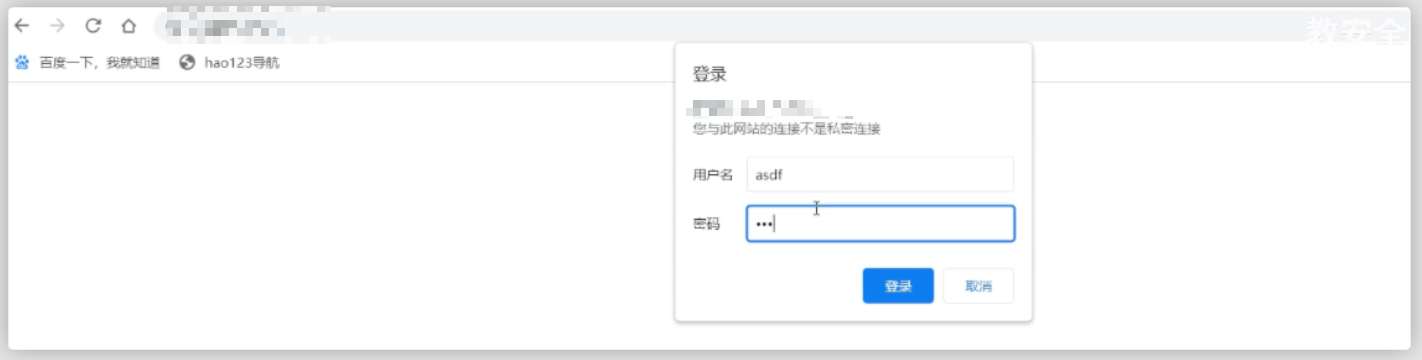 教安全
百度一下，我就知道 hao123导航
登录
您与此网站的连接不是私密连接
用户名 asdf
密码 •••
登录 取消